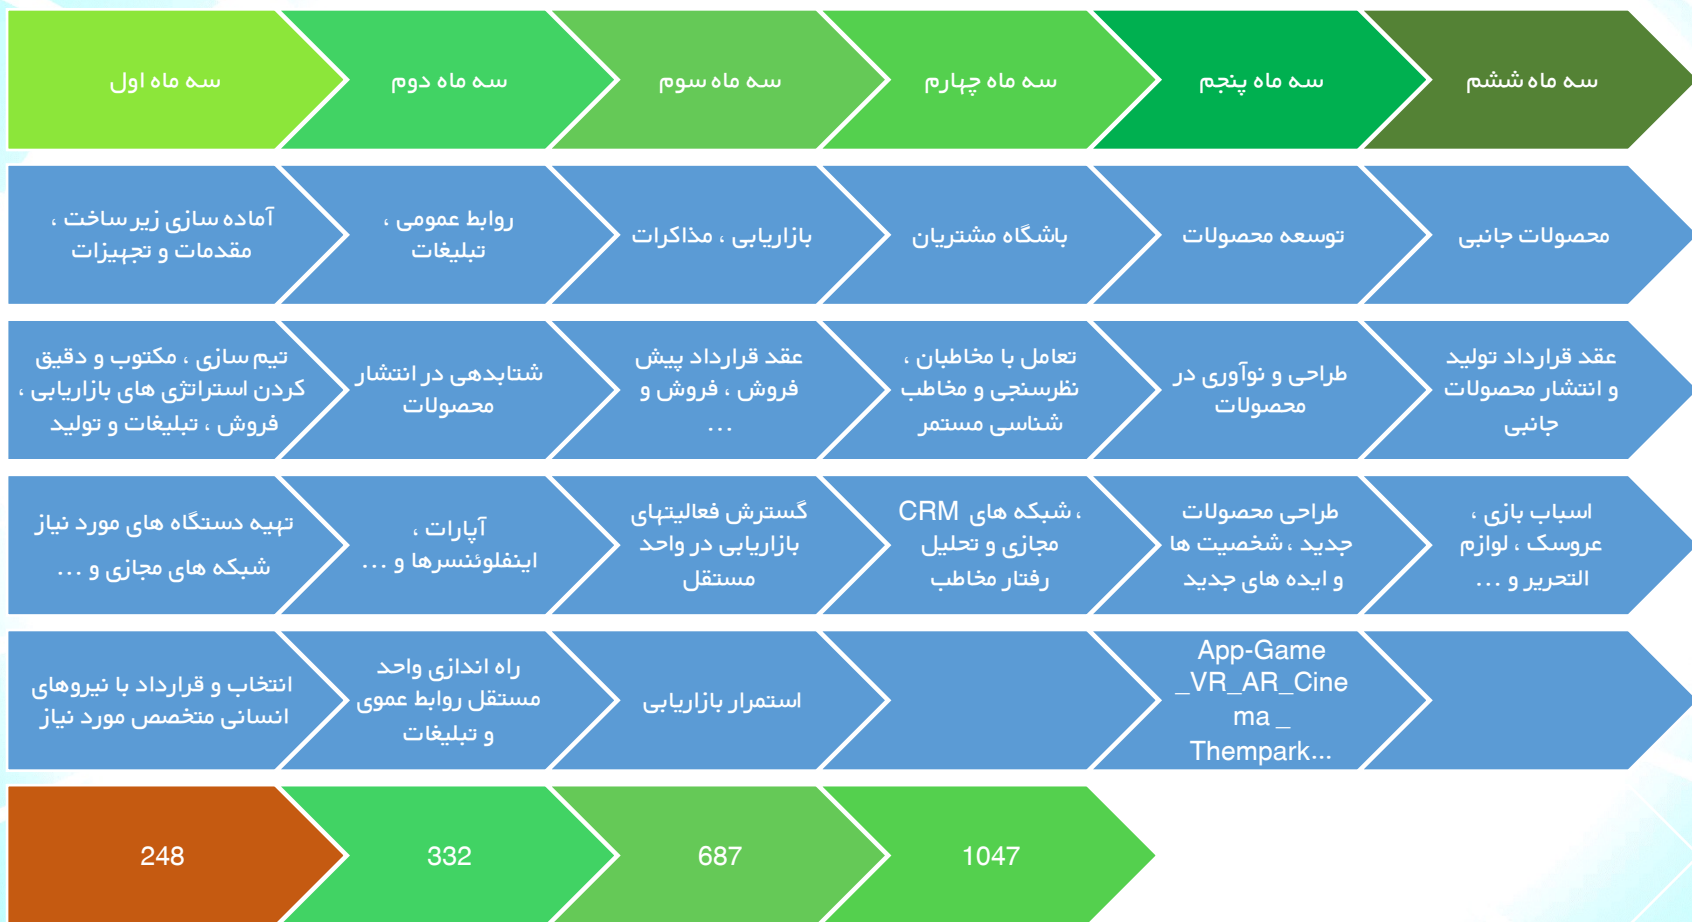 سه ماه اول
سه ماه دوم
سه ماه سوم
سه ماه چهارم
سه ماه پنجم
سه ماه ششم
آماده سازی زیر ساخت ،
مقدمات و تجهیزات
روابط عمومی ،
تبلیغات
بازاریابی ، مذاکرات
باشگاه مشتریان
توسعه محصولات
محصولات جانبی
تیم سازی ، مکتوب و دقیق
کردن استراتژی های بازاریابی ،
فروش ، تبلیغات و تولید
شتابدهی در انتشار
محصولات
عقد قرارداد پیش
فروش ، فروش و
...
تعامل با مخاطبان ،
نظرسنجی و مخاطب
شناسی مستمر
طراحی و نوآوری در
محصولات
عقد قرارداد تولید
و انتشار محصولات
جانبی
تهیه دستگاه های مورد نیاز
شبکه های مجازی و ...
آپارات ،
اینفلوئنسرها و ...
گسترش فعالیتهای
بازاریابی در واحد
مستقل
CRM ، شبکه های
مجازی و تحلیل
رفتار مخاطب
طراحی محصولات
جدید ، شخصیت ها
و ایده های جدید
اسباب بازی ،
عروسک ، لوازم
التحریر و ...
انتخاب و قرارداد با نیروهای
انسانی متخصص مورد نیاز
راه اندازی واحد
مستقل روابط عموی
و تبلیغات
استمرار بازاریابی
App-Game
_VR_AR_Cine
ma _
Thempark...
248
332
687
1047